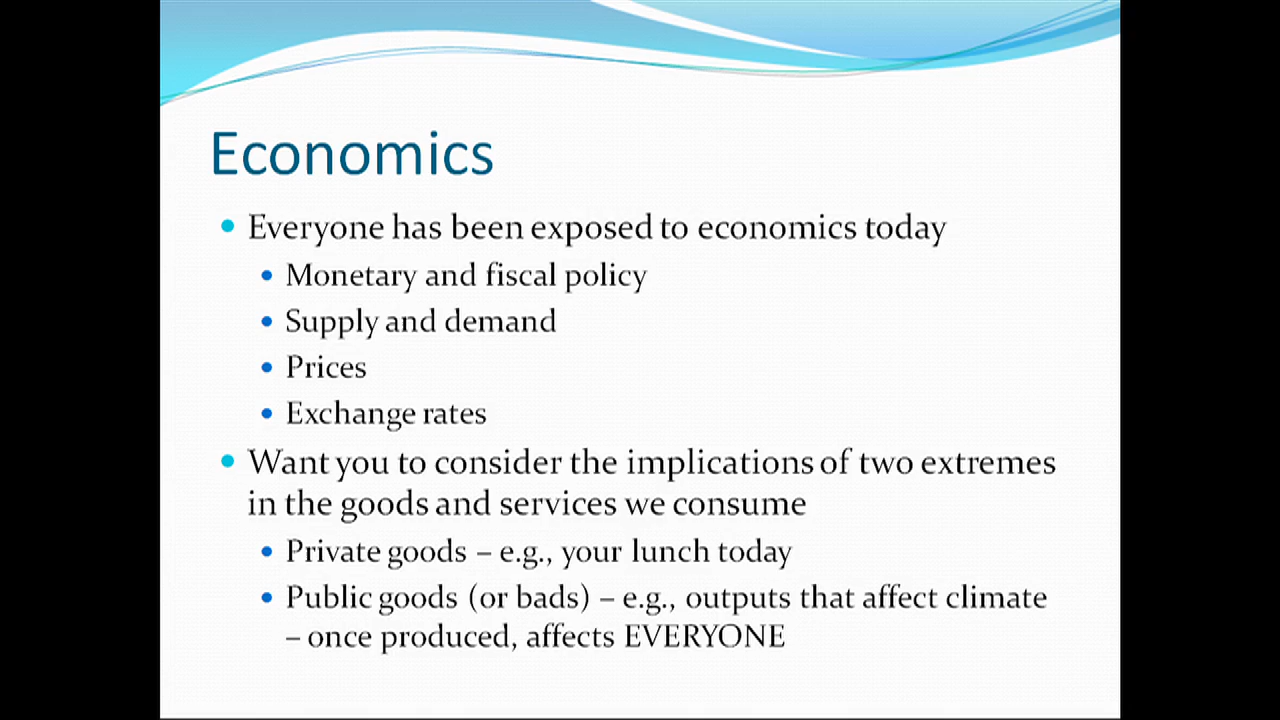 Economics
• Everyone has been exposed to economics today
• Monetary and fiscal policy
• Supply and demand
• Prices
• Exchange rates
• Want you to consider the implications of two extremes
in the goods and services we consume
• Private goods – e.g., your lunch today
• Public goods (or bads) – e.g., outputs that affect climate
– once produced, affects EVERYONE